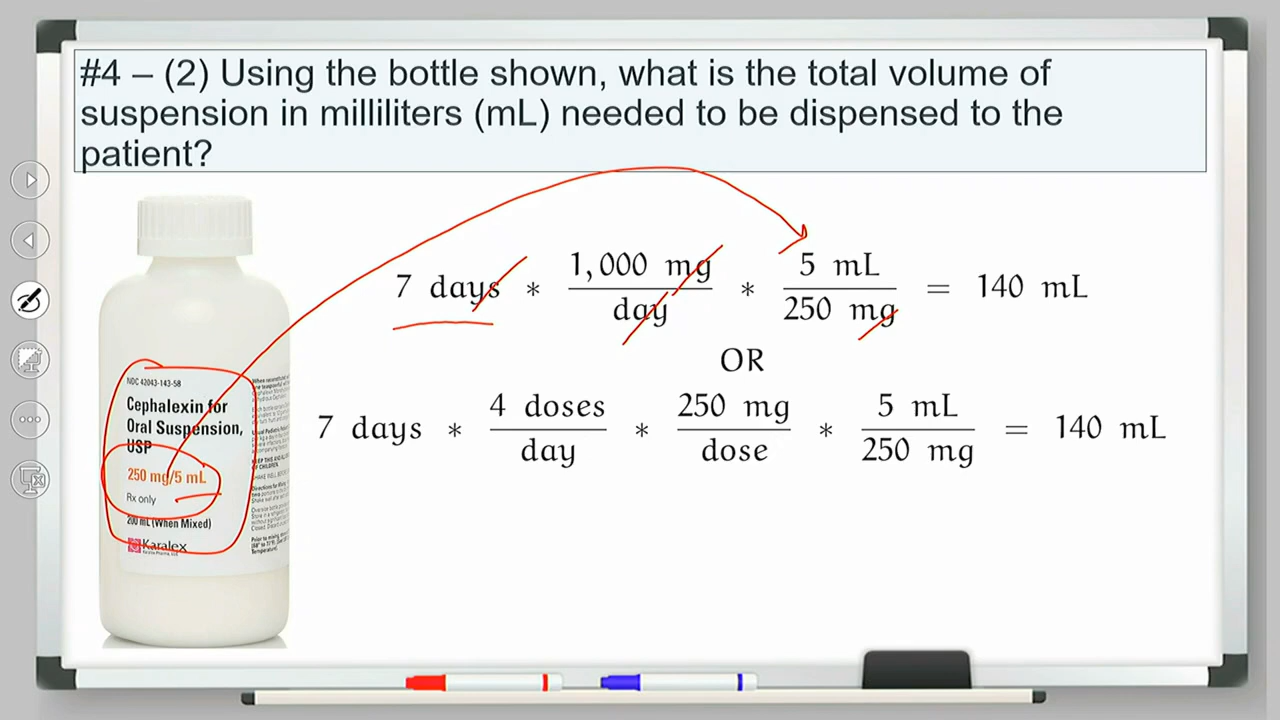 #4 – (2) Using the bottle shown, what is the total volume of
suspension in milliliters (mL) needed to be dispensed to the
patient?
7 days * 1,000 mg / day * 5 mL / 250 mg = 140 mL
OR
7 days * 4 doses / day * 250 mg / dose * 5 mL / 250 mg = 140 mL
NDC 42043-143-58
Cephalexin for
Oral Suspension,
USP
250 mg/5 mL
Rx only
200 mL (When Mixed)
Karalex